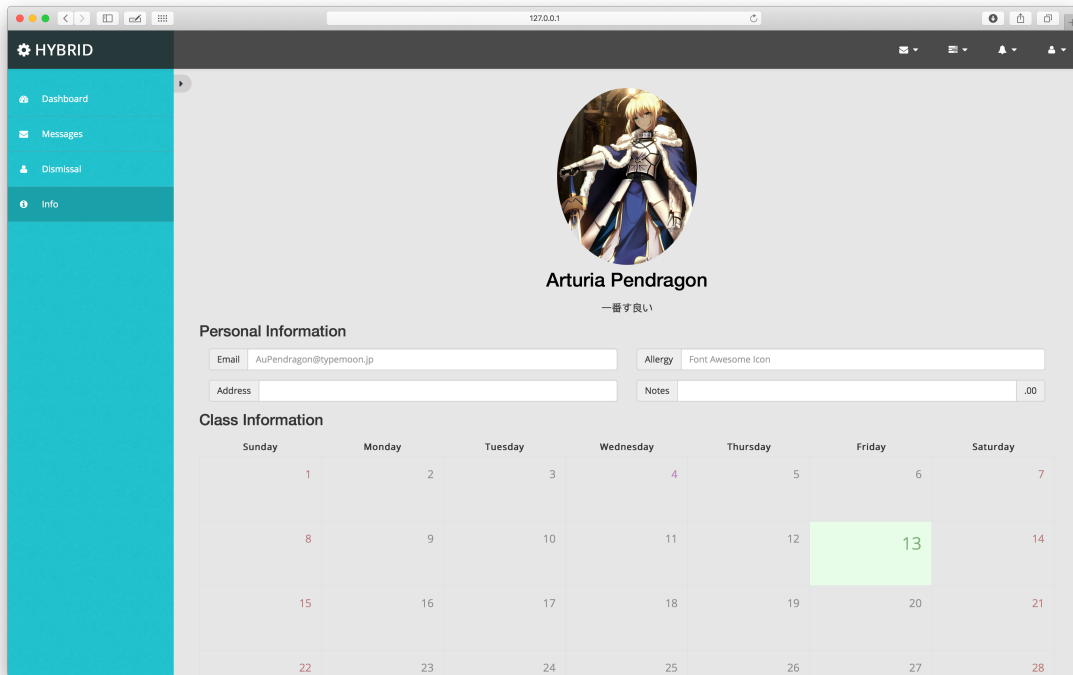 127.0.0.1
HYBRID
Dashboard
Messages
Dismissal
Info
Arturia Pendragon
一番す良い
Personal Information
Email AuPendragon@typemoon.jp Allergy Font Awesome Icon
Address Notes .00
Class Information
Sunday Monday Tuesday Wednesday Thursday Friday Saturday
1 2 3 4 5 6 7
8 9 10 11 12 13 14
15 16 17 18 19 20 21
22 23 24 25 26 27 28